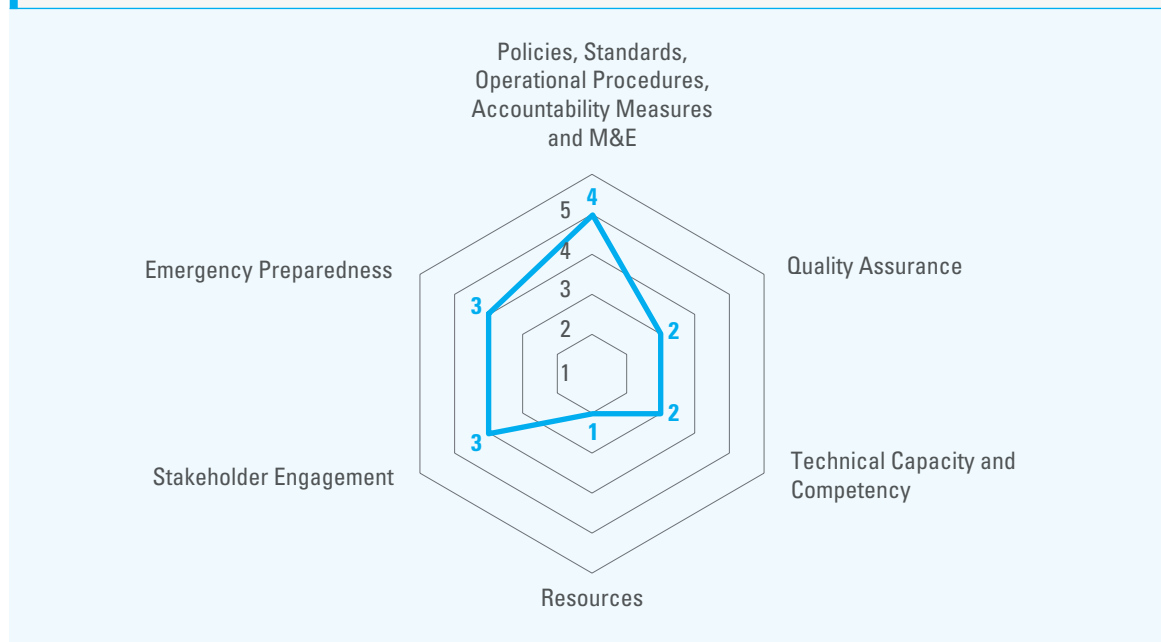 Policies, Standards,
Operational Procedures,
Accountability Measures
and M&E
4
5
4
Emergency Preparedness
Quality Assurance
3
3
2
2
1
2
3
1
Stakeholder Engagement
Technical Capacity and
Competency
Resources